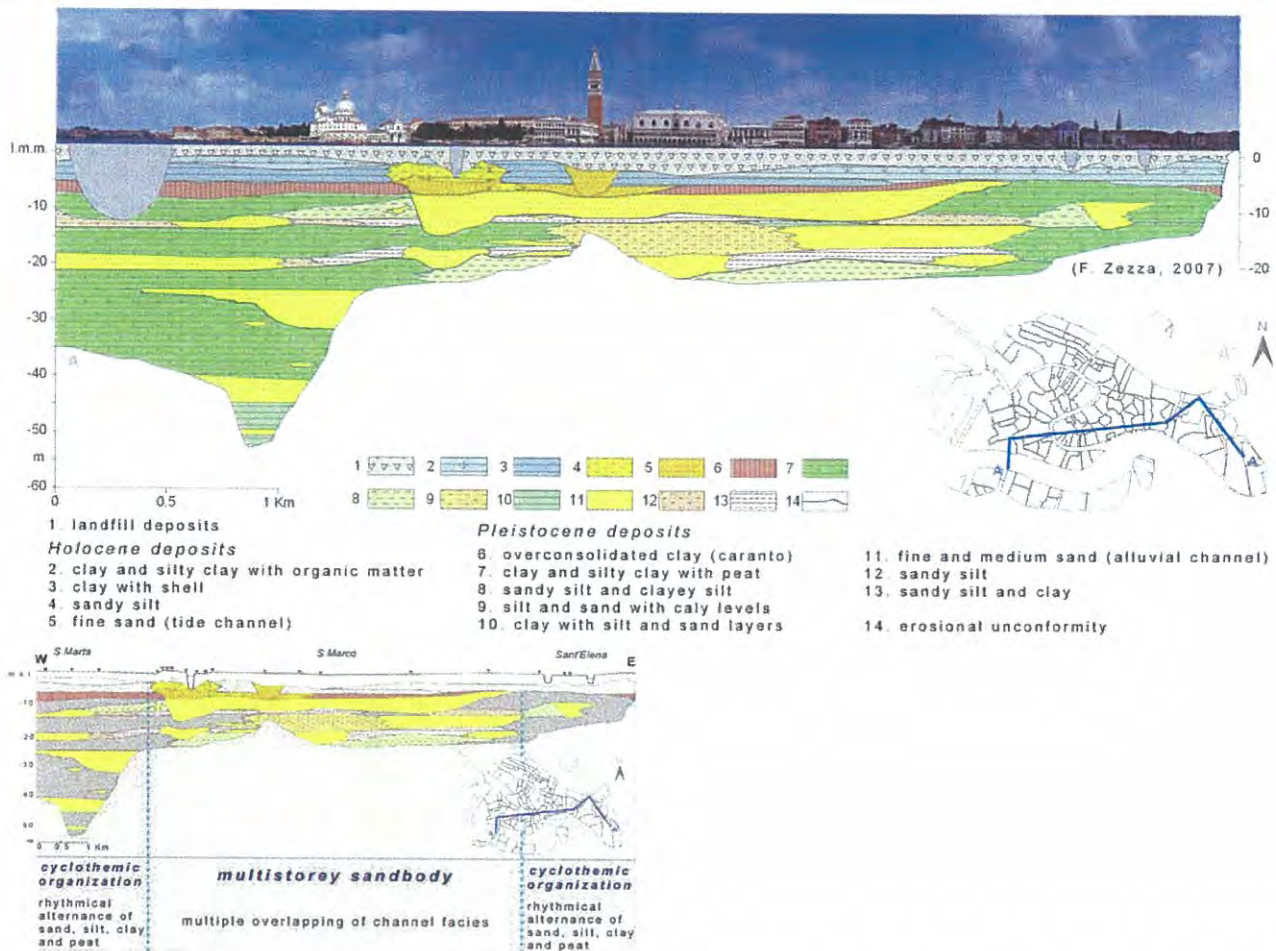 l.m.m.
0
-10
-10
-20
-20
(F. Zezza, 2007)
-30
A
N
-40
-50
m
-60
0 0.5 1 Km
A A'
1 2 3 4 5 6 7
8 9 10 11 12 13 14
1. landfill deposits
Holocene deposits
2. clay and silty clay with organic matter
3. clay with shell
4. sandy silt
5. fine sand (tide channel)
Pleistocene deposits
6. overconsolidated clay (caranto)
7. clay and silty clay with peat
8. sandy silt and clayey silt
9. silt and sand with caly levels
10. clay with silt and sand layers
11. fine and medium sand (alluvial channel)
12. sandy silt
13. sandy silt and clay
14. erosional unconformity
W S Marta S Marco Sant'Elena E
0 0.5 1 Km
cyclothemic
organization
rhythmical
alternance of
sand, silt, clay
and peat
multistorey sandbody
multiple overlapping of channel facies
cyclothemic
organization
rhythmical
alternance of
sand, silt, clay
and peat